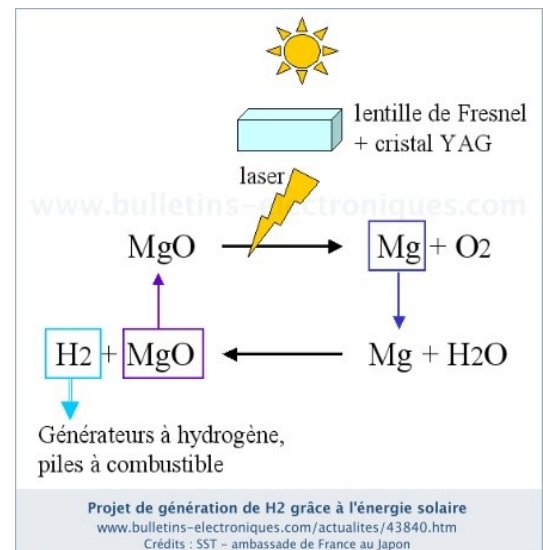 lentille de Fresnel
+ cristal YAG
laser
www.bulletins-electroniques.com
MgO Mg + O2
H2 + MgO Mg + H2O
Générateurs à hydrogène,
piles à combustible
Projet de génération de H2 grâce à l'énergie solaire
www.bulletins-electroniques.com/actualites/43840.htm
Crédits : SST - ambassade de France au Japon